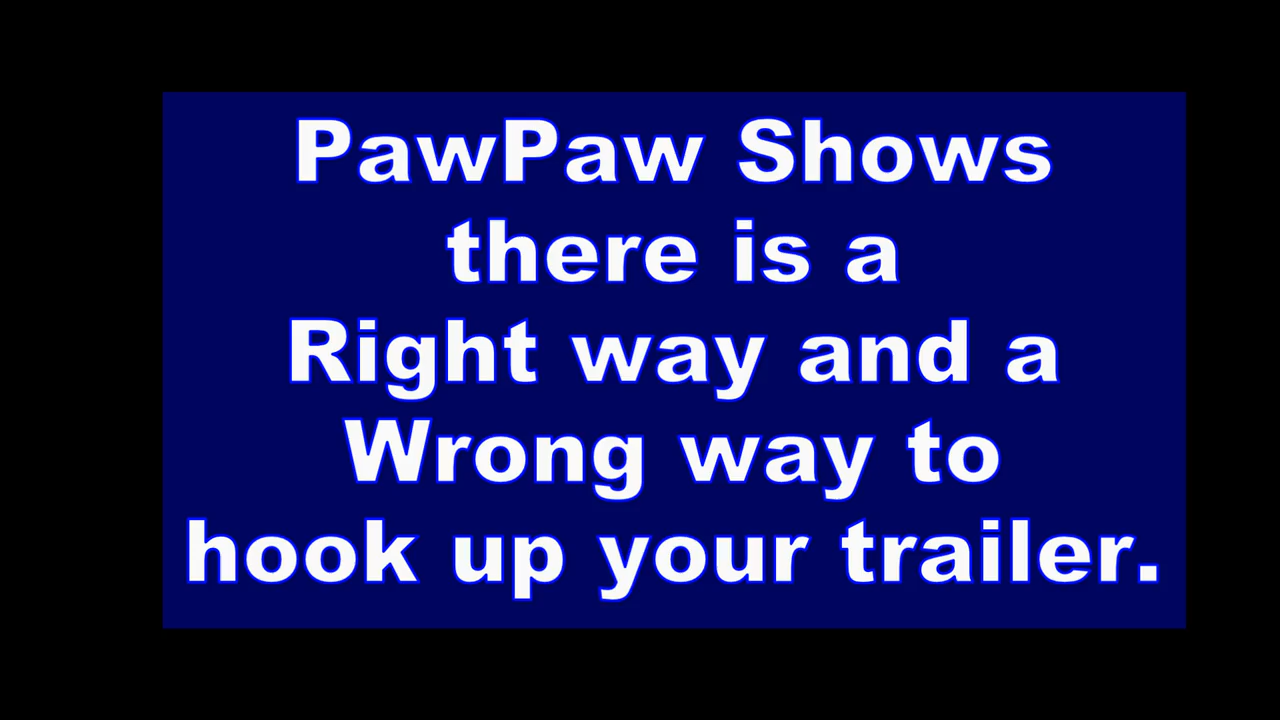 PawPaw Shows
there is a
Right way and a
Wrong way to
hook up your trailer.